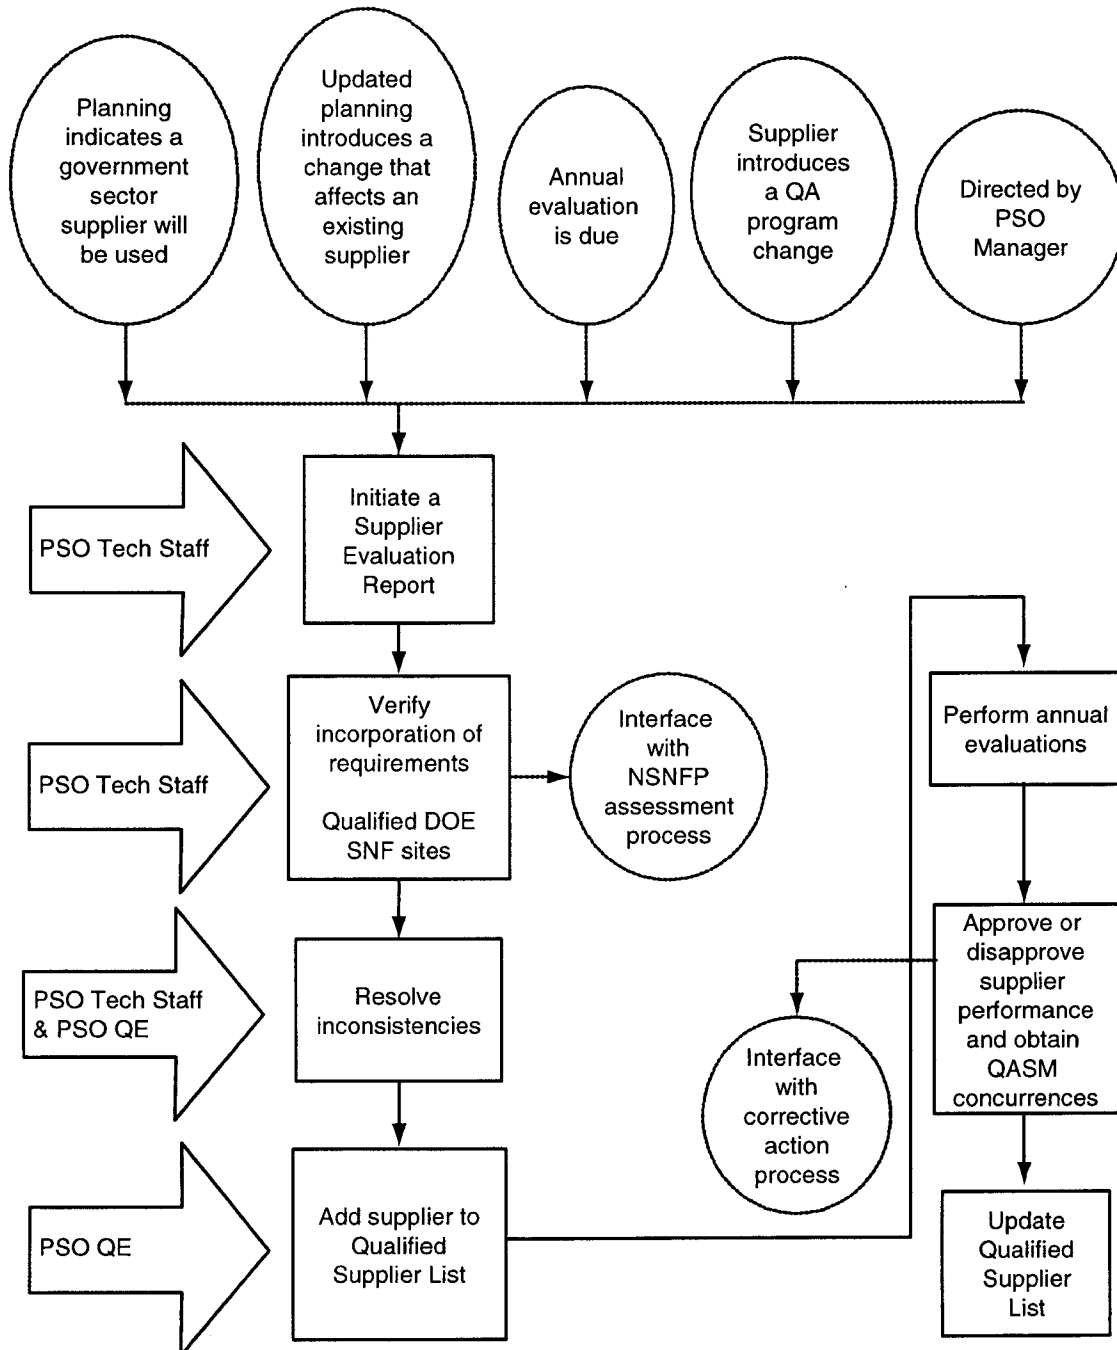 Planning
indicates a
government
sector
supplier will
be used
Updated
planning
introduces a
change that
affects an
existing
supplier
Annual
evaluation
is due
Supplier
introduces
a QA
program
change
Directed by
PSO
Manager
PSO Tech Staff
Initiate a
Supplier
Evaluation
Report
PSO Tech Staff
Verify
incorporation of
requirements
Qualified DOE
SNF sites
Interface
with
NSNFP
assessment
process
Perform annual
evaluations
PSO Tech Staff
& PSO QE
Resolve
inconsistencies
Approve or
disapprove
supplier
performance
and obtain
QASM
concurrences
Interface
with
corrective
action
process
PSO QE
Add supplier to
Qualified
Supplier List
Update
Qualified
Supplier
List